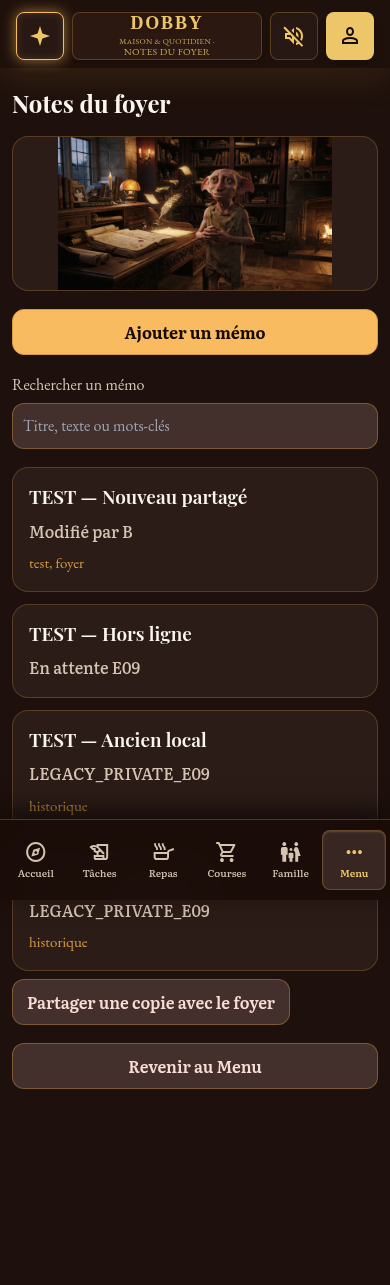 DOBBY
MAISON & QUOTIDIEN ·
NOTES DU FOYER
Notes du foyer
Ajouter un mémo
Rechercher un mémo
Titre, texte ou mots-clés
TEST — Nouveau partagé
Modifié par B
test, foyer
TEST — Hors ligne
En attente E09
TEST — Ancien local
LEGACY_PRIVATE_E09
historique
Accueil
Tâches
Repas
Courses
Famille
Menu
LEGACY_PRIVATE_E09
historique
Partager une copie avec le foyer
Revenir au Menu